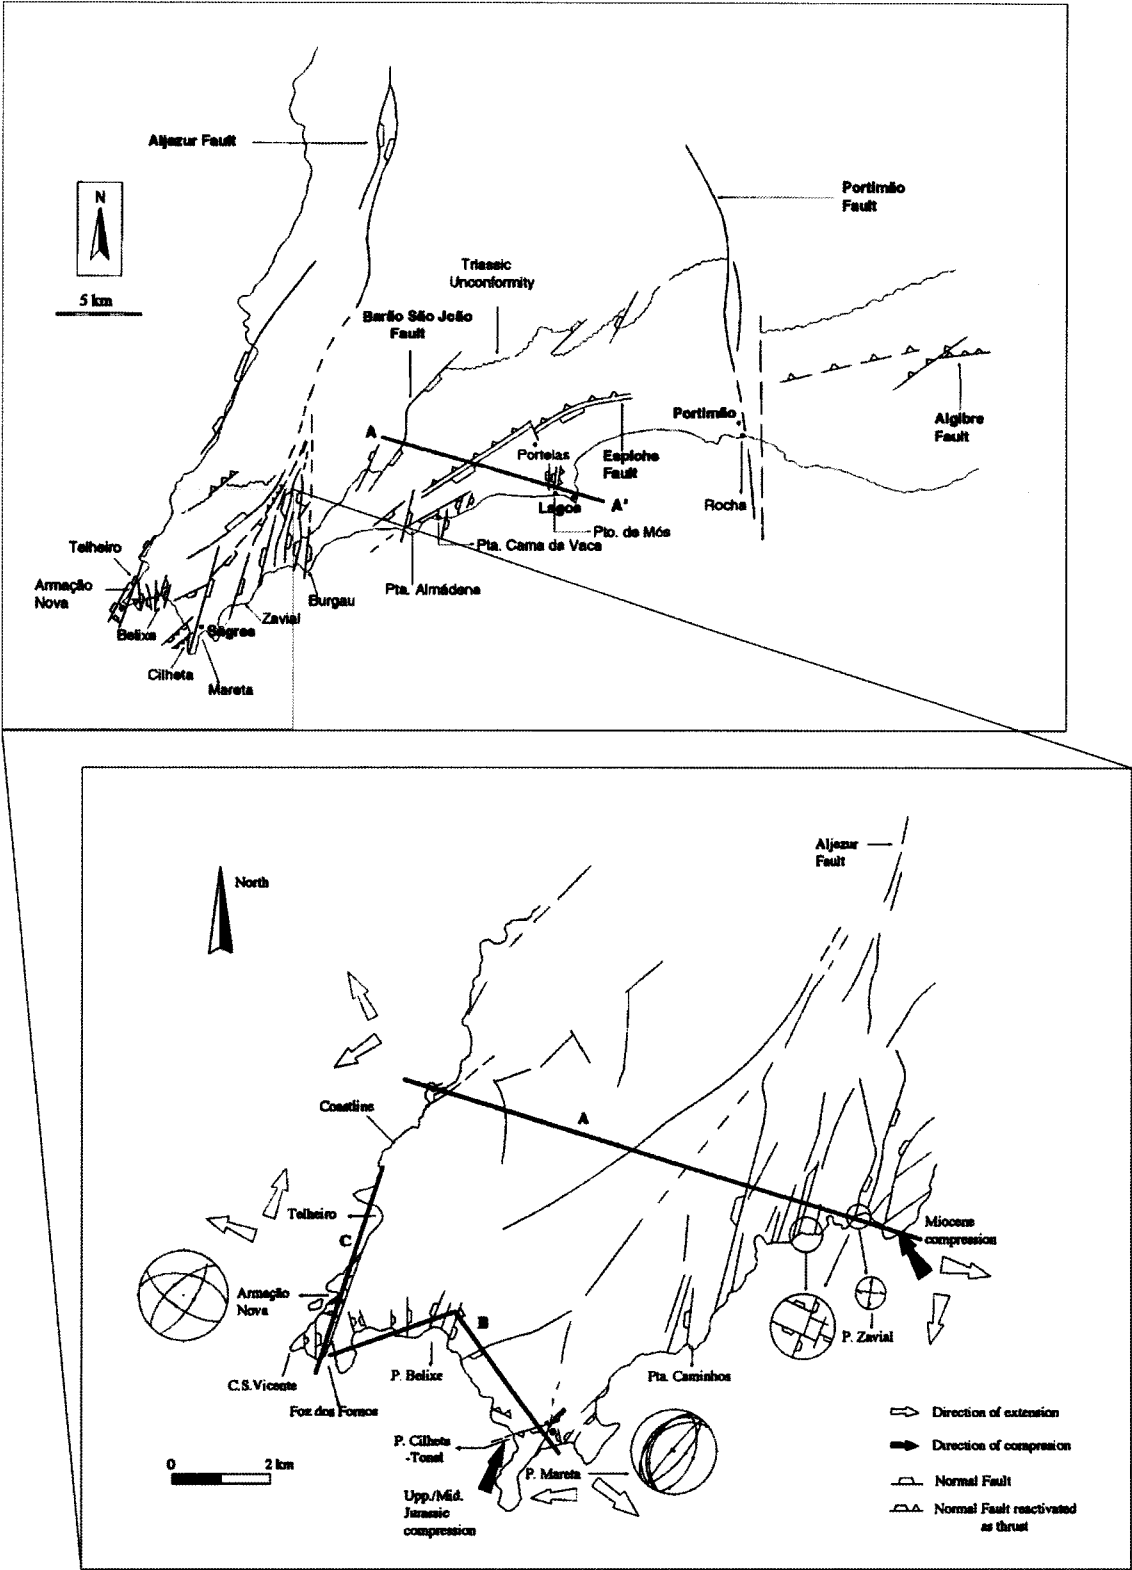 Aljezur Fault
N
5 km
Portimão
Fault
Triassic
Unconformity
Barão São João
Fault
A
Portelas
Espiche
Fault
Portimão
Algibre
Fault
Lagos
A'
Rocha
Pto. de Mós
Pta. Cama da Vaca
Pta. Almádena
Telheiro
Armação
Nova
Belixe
Sagres
Zavial
Burgau
Cilheta
Mareta
Aljezur
Fault
North
Coastline
A
Telheiro
C
Armação
Nova
Miocene
compression
B
P. Zavial
C.S.Vicente
P. Belixe
Pta. Caminhos
Foz dos Fornos
P. Cilheta
-Tonel
P. Mareta
Upp./Mid.
Jurassic
compression
0 2 km
Direction of extension
Direction of compression
Normal Fault
Normal Fault reactivated
as thrust